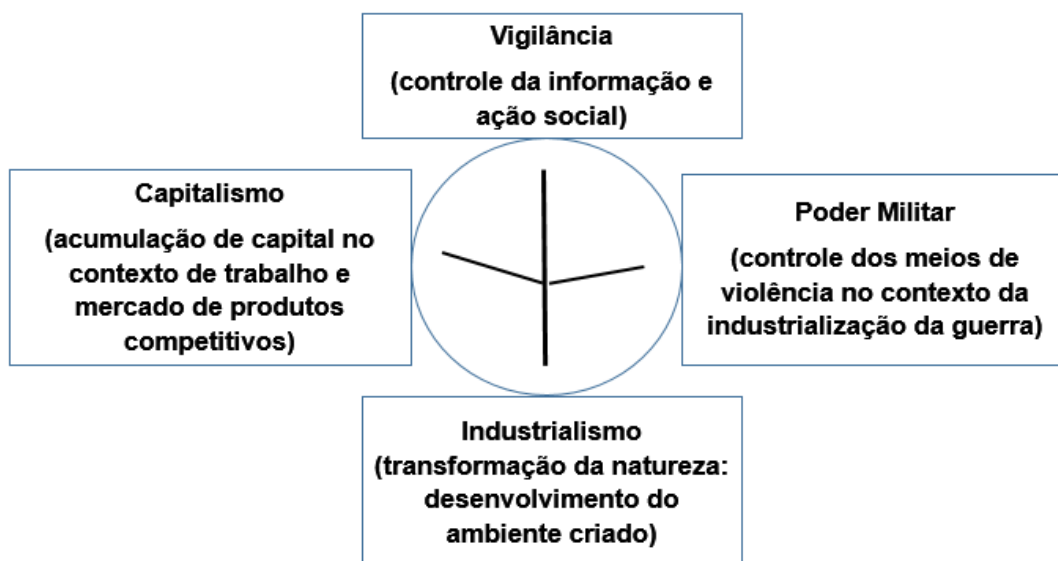 Vigilância
(controle da informação e
ação social)
Capitalismo
(acumulação de capital no
contexto de trabalho e
mercado de produtos
competitivos)
Poder Militar
(controle dos meios de
violência no contexto da
industrialização da guerra)
Industrialismo
(transformação da natureza:
desenvolvimento do
ambiente criado)